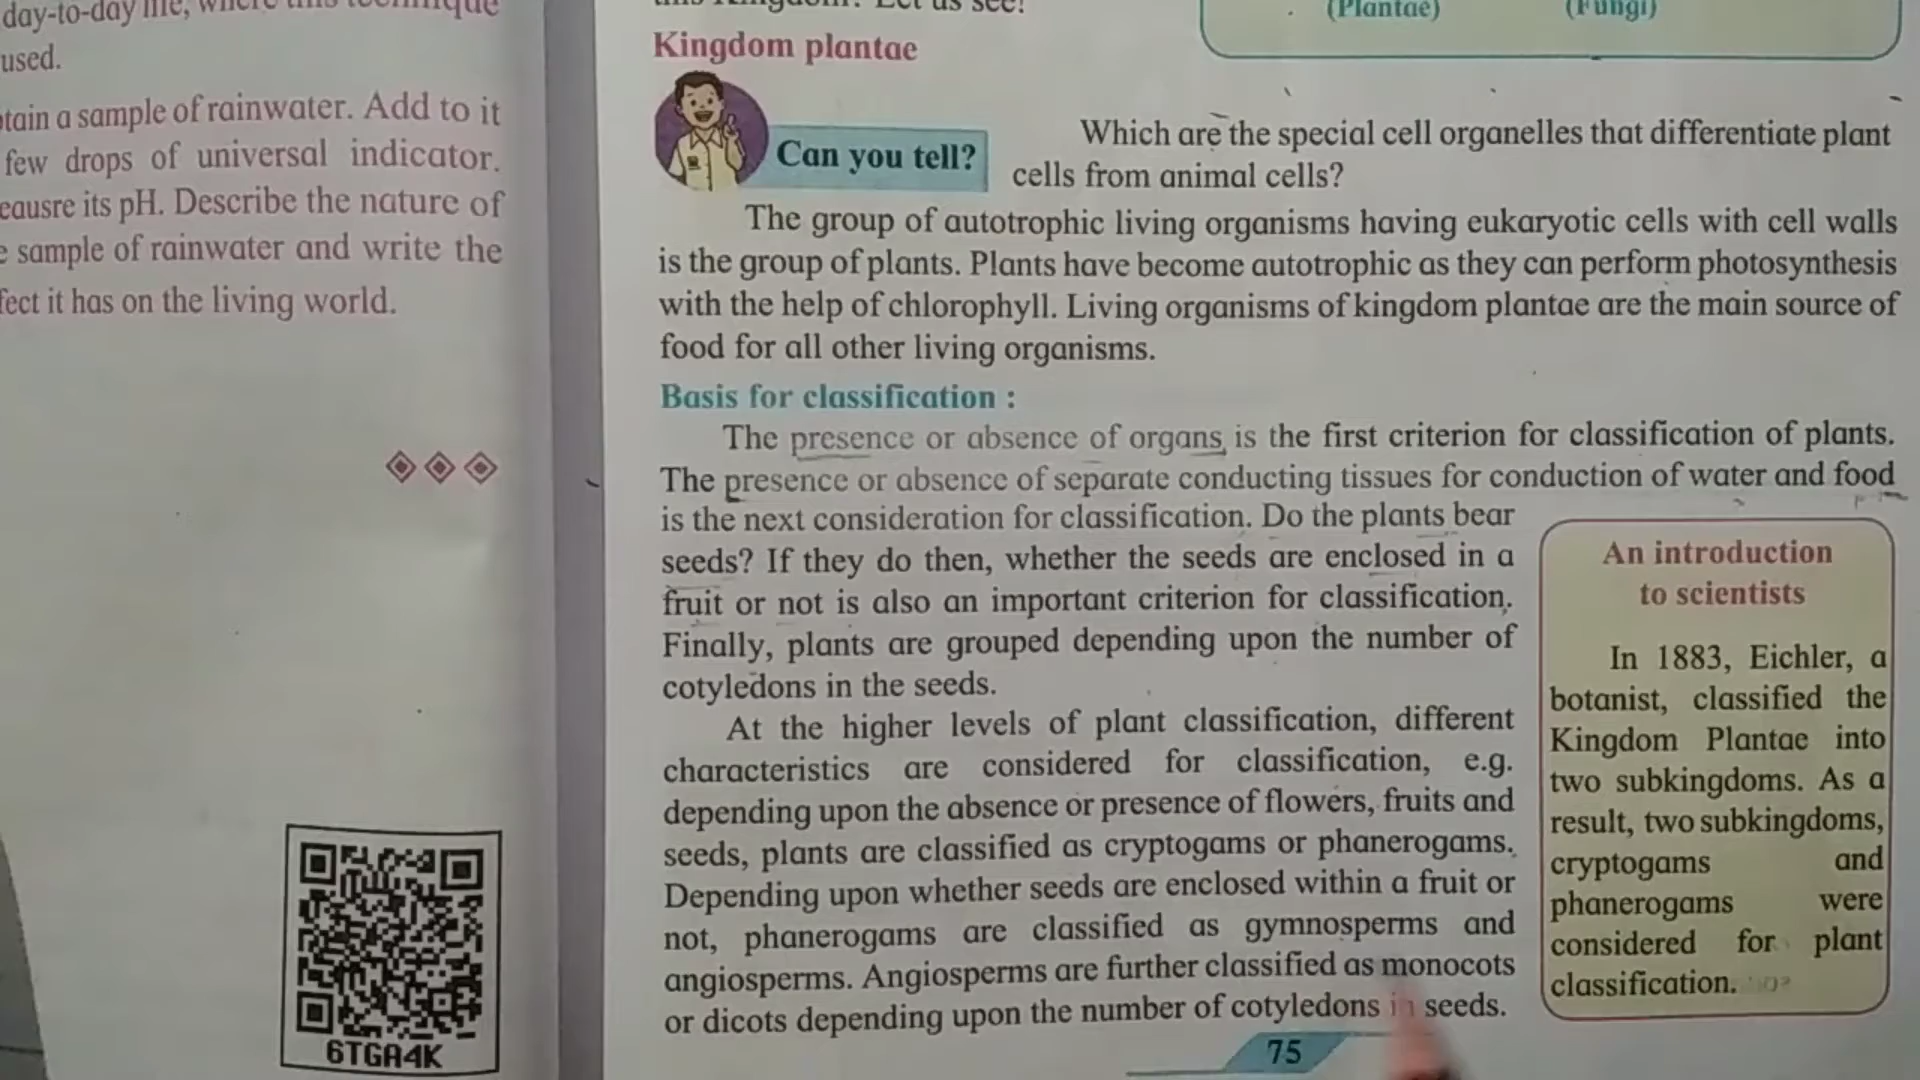 day-to-day life, where this technique
used.
tain a sample of rainwater. Add to it
few drops of universal indicator.
eausre its pH. Describe the nature of
e sample of rainwater and write the
fect it has on the living world.
6TGA4K
Let us see!
(Plantae) (Fungi)
Kingdom plantae
Can you tell?
Which are the special cell organelles that differentiate plant
cells from animal cells?
The group of autotrophic living organisms having eukaryotic cells with cell walls
is the group of plants. Plants have become autotrophic as they can perform photosynthesis
with the help of chlorophyll. Living organisms of kingdom plantae are the main source of
food for all other living organisms.
Basis for classification :
The presence or absence of organs is the first criterion for classification of plants.
The presence or absence of separate conducting tissues for conduction of water and food
is the next consideration for classification. Do the plants bear
seeds? If they do then, whether the seeds are enclosed in a
fruit or not is also an important criterion for classification.
Finally, plants are grouped depending upon the number of
cotyledons in the seeds.
At the higher levels of plant classification, different
characteristics are considered for classification, e.g.
depending upon the absence or presence of flowers, fruits and
seeds, plants are classified as cryptogams or phanerogams.
Depending upon whether seeds are enclosed within a fruit or
not, phanerogams are classified as gymnosperms and
angiosperms. Angiosperms are further classified as monocots
or dicots depending upon the number of cotyledons in seeds.
An introduction
to scientists
In 1883, Eichler, a
botanist, classified the
Kingdom Plantae into
two subkingdoms. As a
result, two subkingdoms,
cryptogams and
phanerogams were
considered for plant
classification.
75